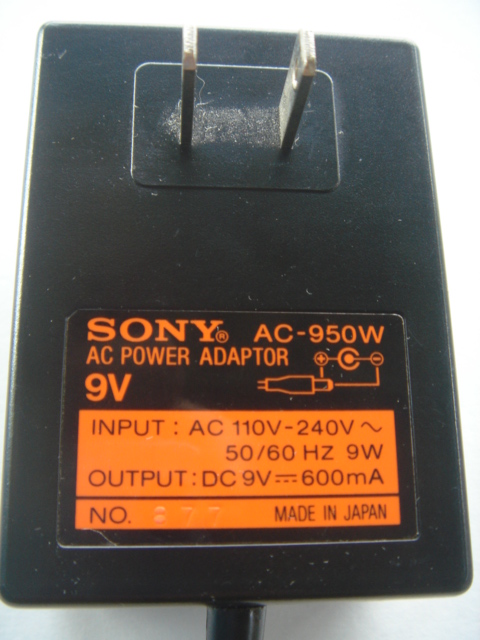 SONY® AC-950W
AC POWER ADAPTOR
9V
INPUT : AC 110V-240V ~
50/60 HZ 9W
OUTPUT : DC 9V ⎓ 600mA
NO. 877 MADE IN JAPAN